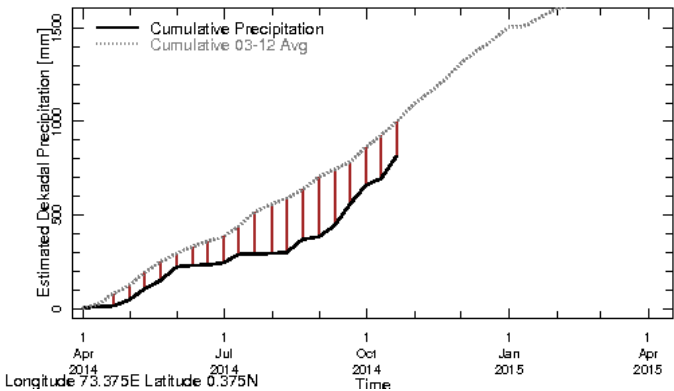 Cumulative Precipitation
Cumulative 03-12 Avg
Estimated Dekadal Precipitation [mm]
1500
1000
500
0
1 1 1 1 1
Apr Jul Oct Jan Apr
2014 2014 2014 2015 2015
Longitude 73.375E Latitude 0.375N
Time